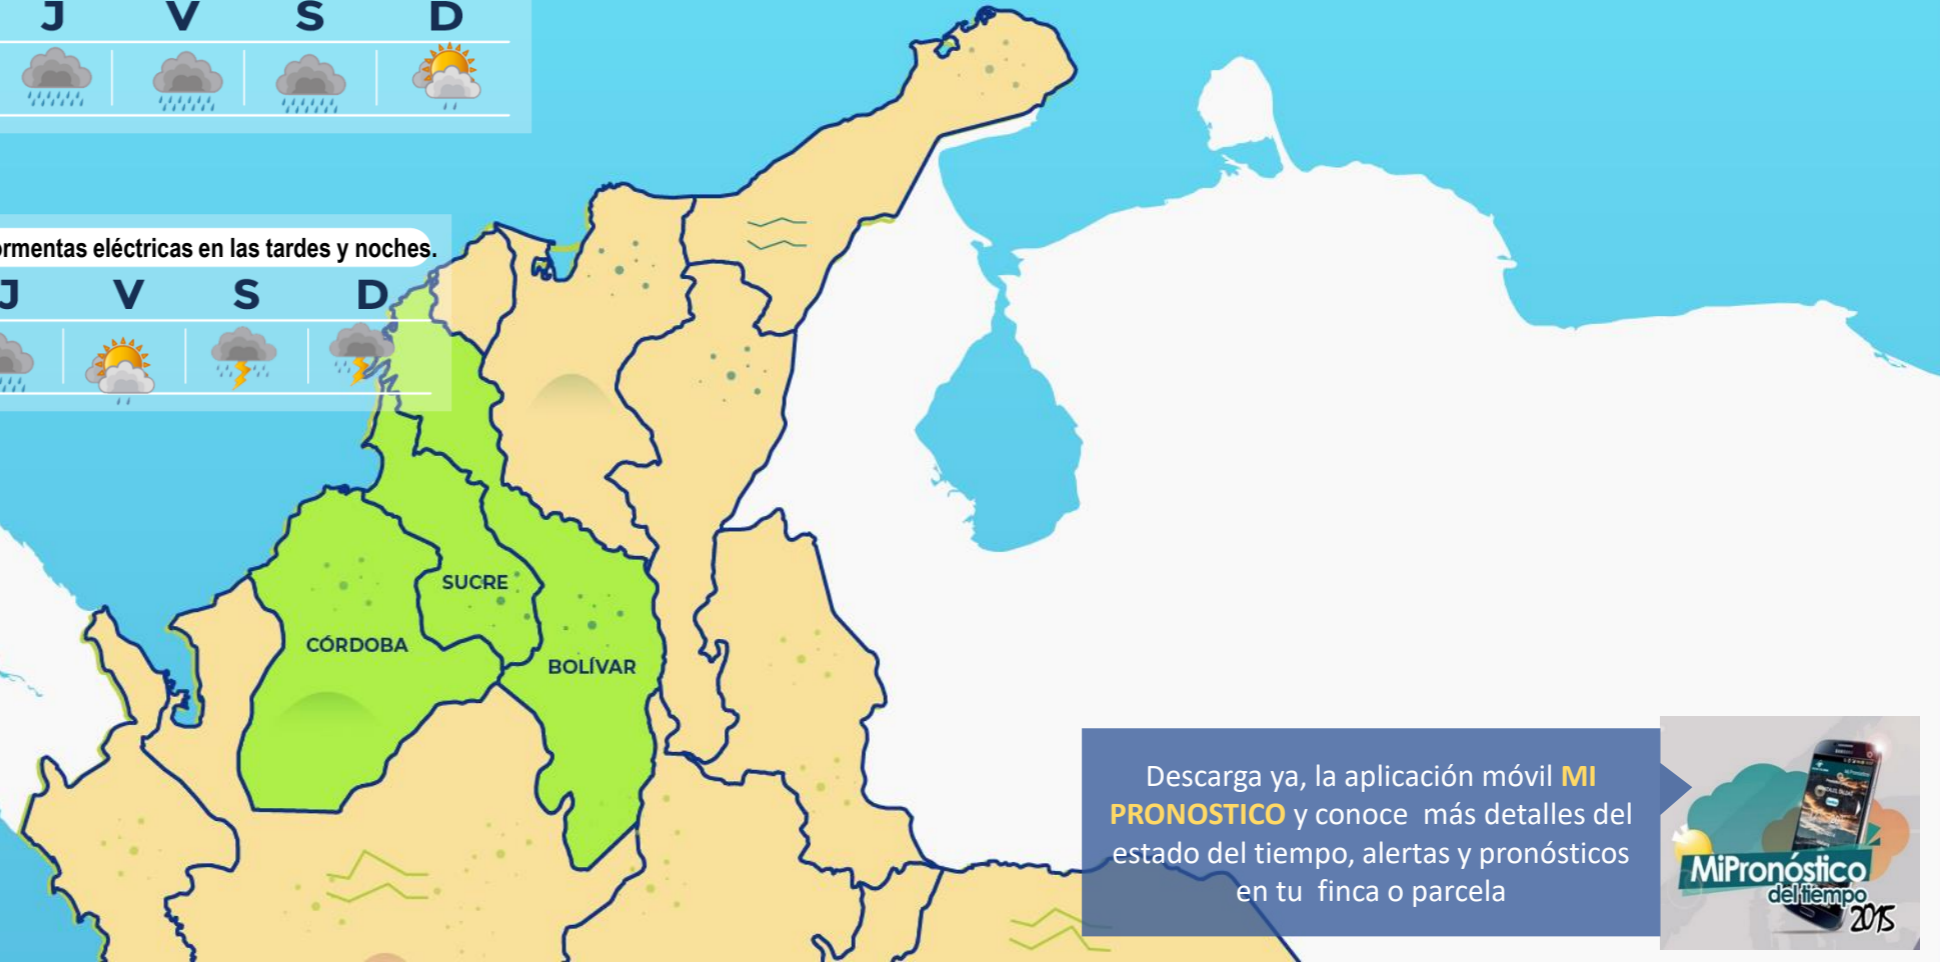 J V S D
ormentas eléctricas en las tardes y noches.
J V S D
SUCRE
CÓRDOBA
BOLÍVAR
Descarga ya, la aplicación móvil MI
PRONOSTICO y conoce más detalles del
estado del tiempo, alertas y pronósticos
en tu finca o parcela
MiPronóstico
del tiempo
2015